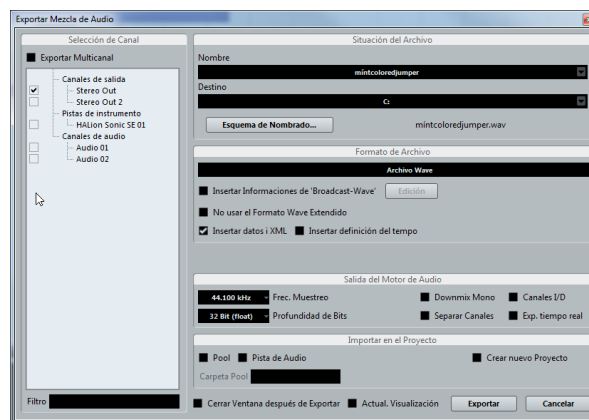 Exportar Mezcla de Audio
Selección de Canal
Exportar Multicanal
Canales de salida
Stereo Out
Stereo Out 2
Pistas de instrumento
HALion Sonic SE 01
Canales de audio
Audio 01
Audio 02
Filtro
Situación del Archivo
Nombre
mintcoloredjumper
Destino
C:
Esquema de Nombrado...
mintcoloredjumper.wav
Formato de Archivo
Archivo Wave
Insertar Informaciones de 'Broadcast-Wave'
Edición
No usar el Formato Wave Extendido
Insertar datos i XML
Insertar definición del tempo
Salida del Motor de Audio
44.100 kHz
Frec. Muestreo
Downmix Mono
Canales I/D
32 Bit (float)
Profundidad de Bits
Separar Canales
Exp. tiempo real
Importar en el Proyecto
Pool
Pista de Audio
Crear nuevo Proyecto
Carpeta Pool
Cerrar Ventana después de Exportar
Actual. Visualización
Exportar
Cancelar